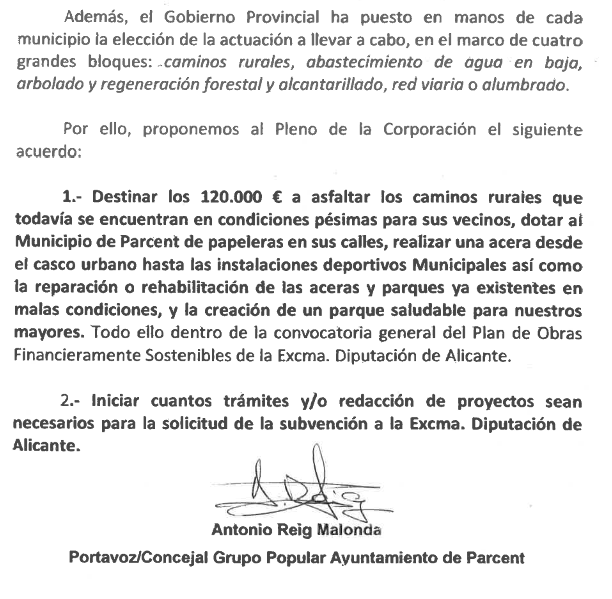 Además, el Gobierno Provincial ha puesto en manos de cada
municipio la elección de la actuación a llevar a cabo, en el marco de cuatro
grandes bloques: caminos rurales, abastecimiento de agua en baja,
arbolado y regeneración forestal y alcantarillado, red viaria o alumbrado.
Por ello, proponemos al Pleno de la Corporación el siguiente
acuerdo:
1.- Destinar los 120.000 € a asfaltar los caminos rurales que
todavía se encuentran en condiciones pésimas para sus vecinos, dotar al
Municipio de Parcent de papeleras en sus calles, realizar una acera desde
el casco urbano hasta las instalaciones deportivos Municipales así como
la reparación o rehabilitación de las aceras y parques ya existentes en
malas condiciones, y la creación de un parque saludable para nuestros
mayores. Todo ello dentro de la convocatoria general del Plan de Obras
Financieramente Sostenibles de la Excma. Diputación de Alicante.
2.- Iniciar cuantos trámites y/o redacción de proyectos sean
necesarios para la solicitud de la subvención a la Excma. Diputación de
Alicante.
A. Reig
Antonio Reig Malonda
Portavoz/Concejal Grupo Popular Ayuntamiento de Parcent